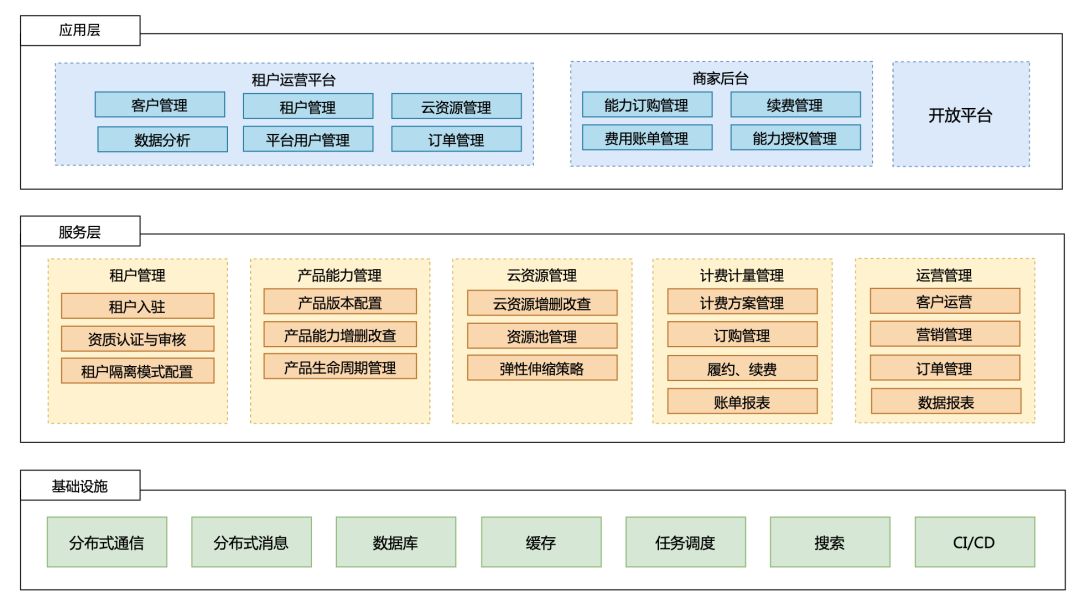 应用层
租户运营平台
客户管理
租户管理
云资源管理
数据分析
平台用户管理
订单管理
商家后台
能力订购管理
续费管理
费用账单管理
能力授权管理
开放平台
服务层
租户管理
租户入驻
资质认证与审核
租户隔离模式配置
产品能力管理
产品版本配置
产品能力增删改查
产品生命周期管理
云资源管理
云资源增删改查
资源池管理
弹性伸缩策略
计费计量管理
计费方案管理
订购管理
履约、续费
账单报表
运营管理
客户运营
营销管理
订单管理
数据报表
基础设施
分布式通信
分布式消息
数据库
缓存
任务调度
搜索
CI/CD